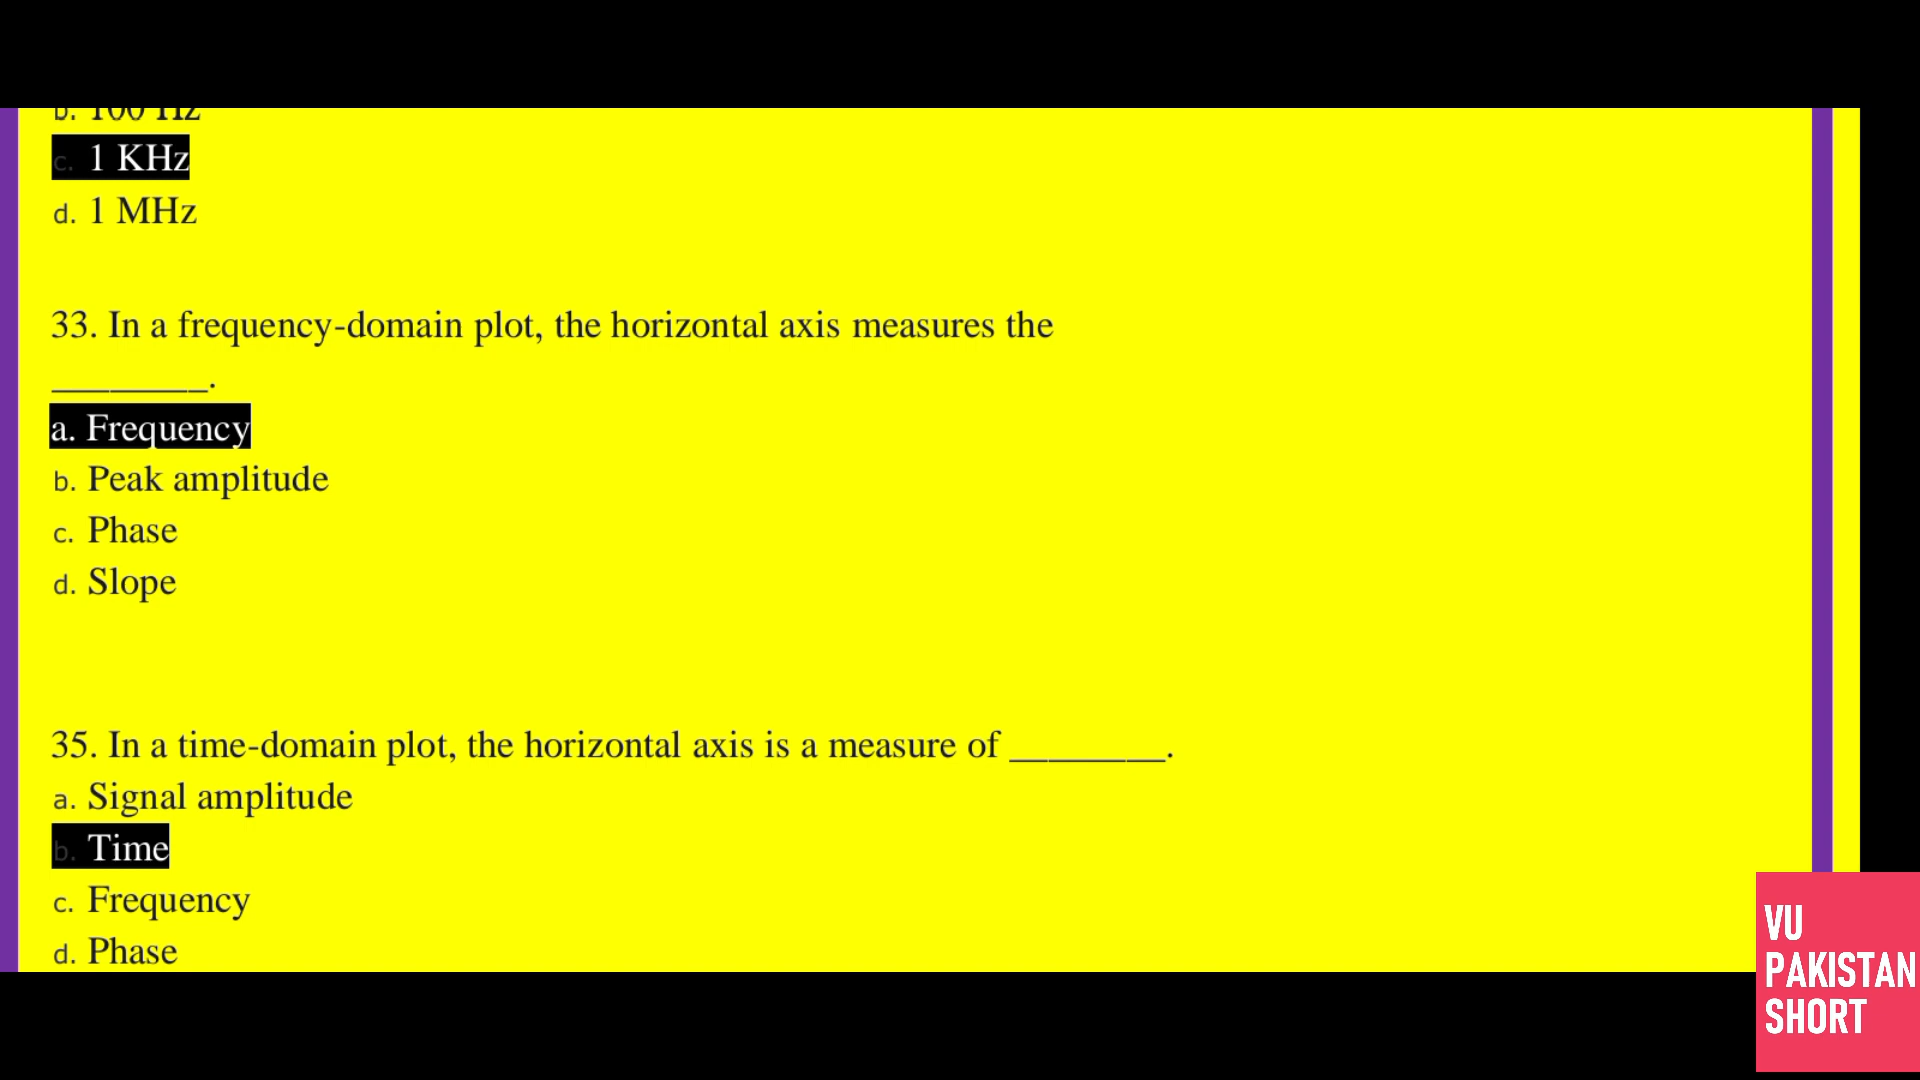 b. 100 Hz
c. 1 KHz
d. 1 MHz
33. In a frequency-domain plot, the horizontal axis measures the
________.
a. Frequency
b. Peak amplitude
c. Phase
d. Slope
35. In a time-domain plot, the horizontal axis is a measure of ________.
a. Signal amplitude
b. Time
c. Frequency
d. Phase
VU
PAKISTAN
SHORT